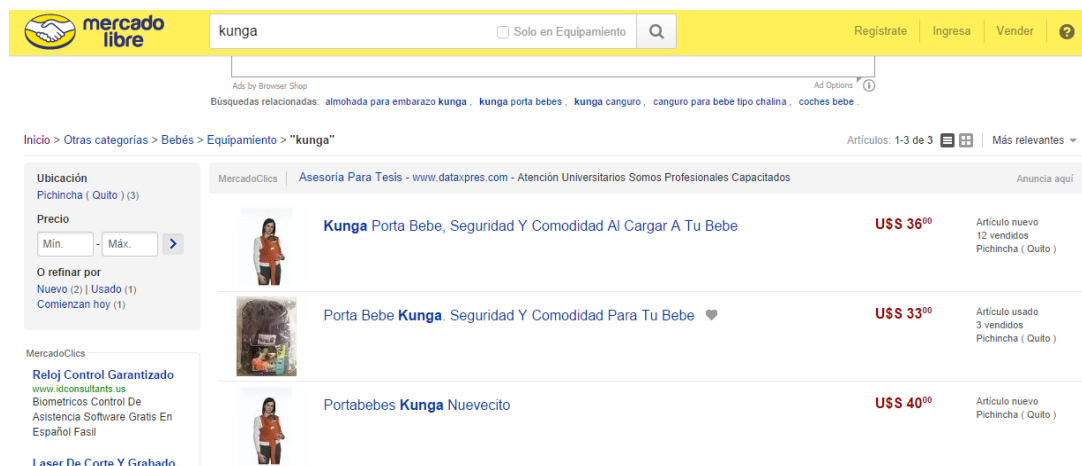 mercado libre
kunga
Solo en Equipamiento
Regístrate Ingresa Vender ?
Ads by Browser Shop
Ad Options
Búsquedas relacionadas: almohada para embarazo kunga , kunga porta bebes , kunga canguro , canguro para bebe tipo chalina , coches bebe .
Inicio > Otras categorías > Bebés > Equipamiento > "kunga"
Artículos: 1-3 de 3
Más relevantes
Ubicación
Pichincha ( Quito ) (3)
Precio
Mín. - Máx.
O refinar por
Nuevo (2) | Usado (1)
Comienzan hoy (1)
MercadoClics
Reloj Control Garantizado
www.idconsultants.us
Biometricos Control De
Asistencia Software Gratis En
Español Fasil
Laser De Corte Y Grabado
MercadoClics Asesoría Para Tesis - www.dataxpres.com - Atención Universitarios Somos Profesionales Capacitados
Anuncia aquí
Kunga Porta Bebe, Seguridad Y Comodidad Al Cargar A Tu Bebe
U$S 3600
Artículo nuevo
12 vendidos
Pichincha ( Quito )
Porta Bebe Kunga. Seguridad Y Comodidad Para Tu Bebe
U$S 3300
Artículo usado
3 vendidos
Pichincha ( Quito )
Portabebes Kunga Nuevecito
U$S 4000
Artículo nuevo
Pichincha ( Quito )